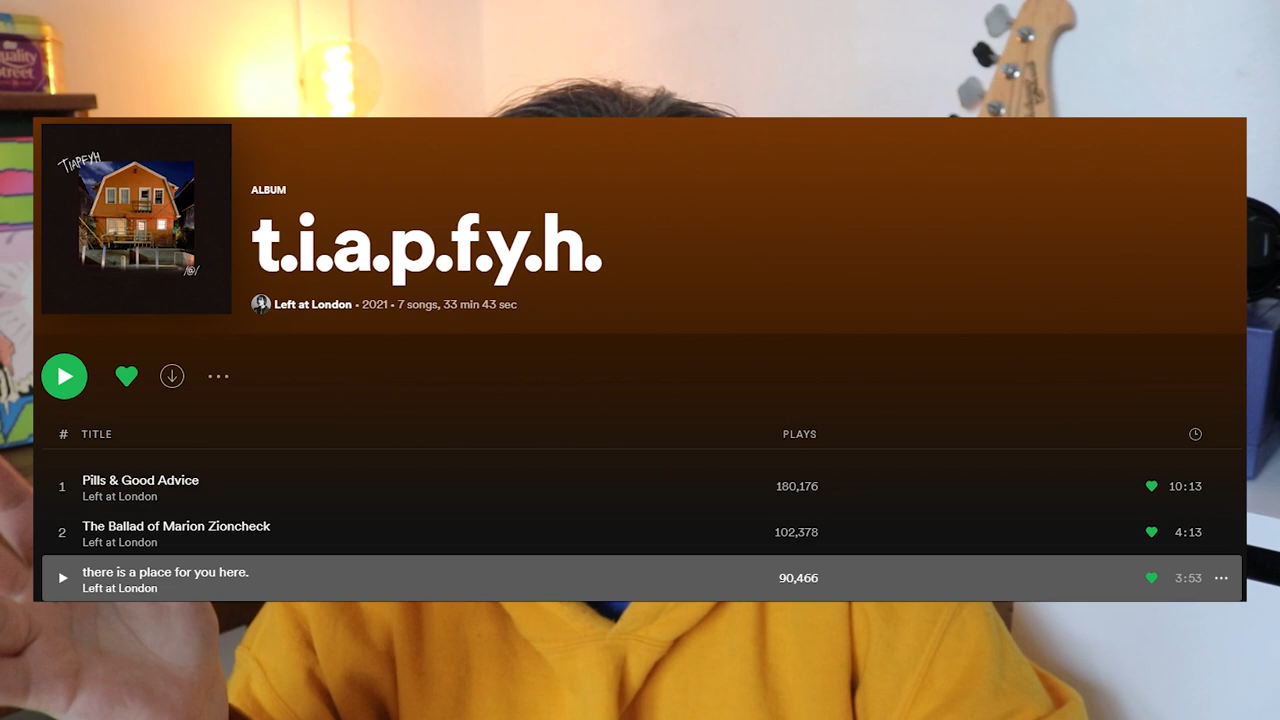 Quality
Street
TIAPFYH
/@/
ALBUM
t.i.a.p.f.y.h.
Left at London • 2021 • 7 songs, 33 min 43 sec
# TITLE PLAYS
1 Pills & Good Advice 180,176 10:13
Left at London
2 The Ballad of Marion Zioncheck 102,378 4:13
Left at London
there is a place for you here. 90,466 3:53
Left at London